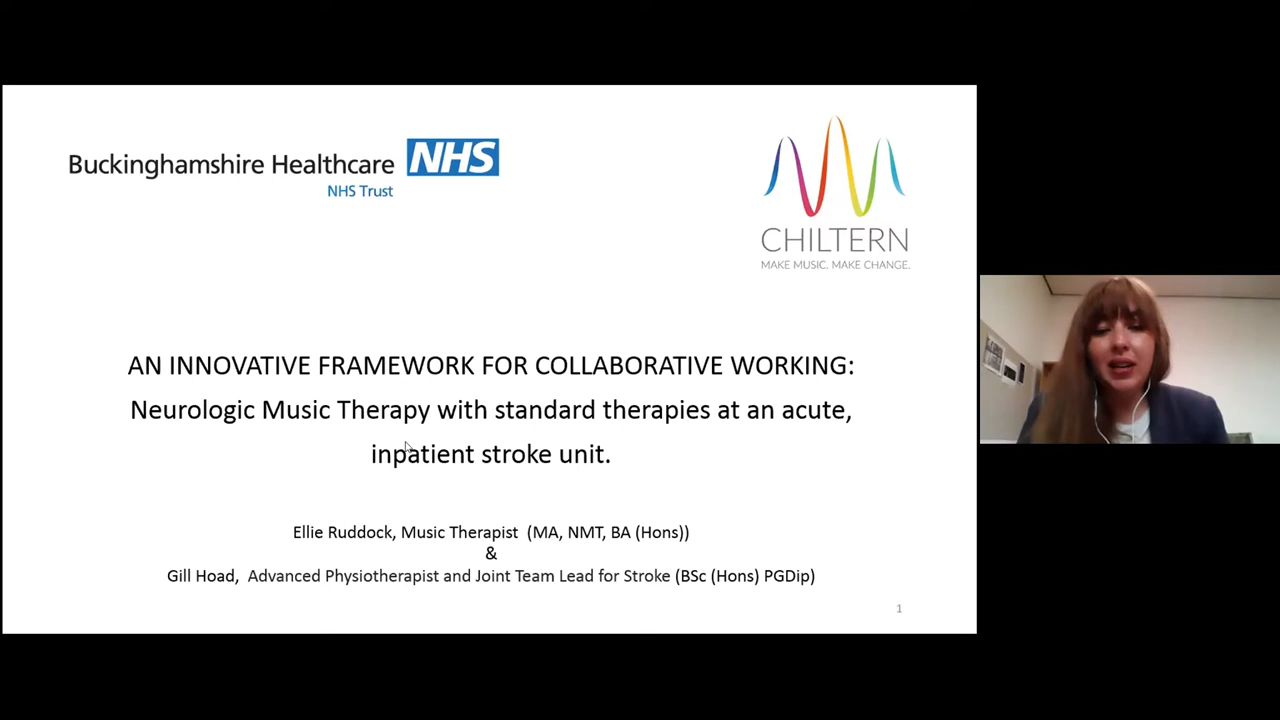 Buckinghamshire Healthcare NHS
NHS Trust
CHILTERN
MAKE MUSIC. MAKE CHANGE.
AN INNOVATIVE FRAMEWORK FOR COLLABORATIVE WORKING:
Neurologic Music Therapy with standard therapies at an acute,
inpatient stroke unit.
Ellie Ruddock, Music Therapist (MA, NMT, BA (Hons))
&
Gill Hoad, Advanced Physiotherapist and Joint Team Lead for Stroke (BSc (Hons) PGDip)
1